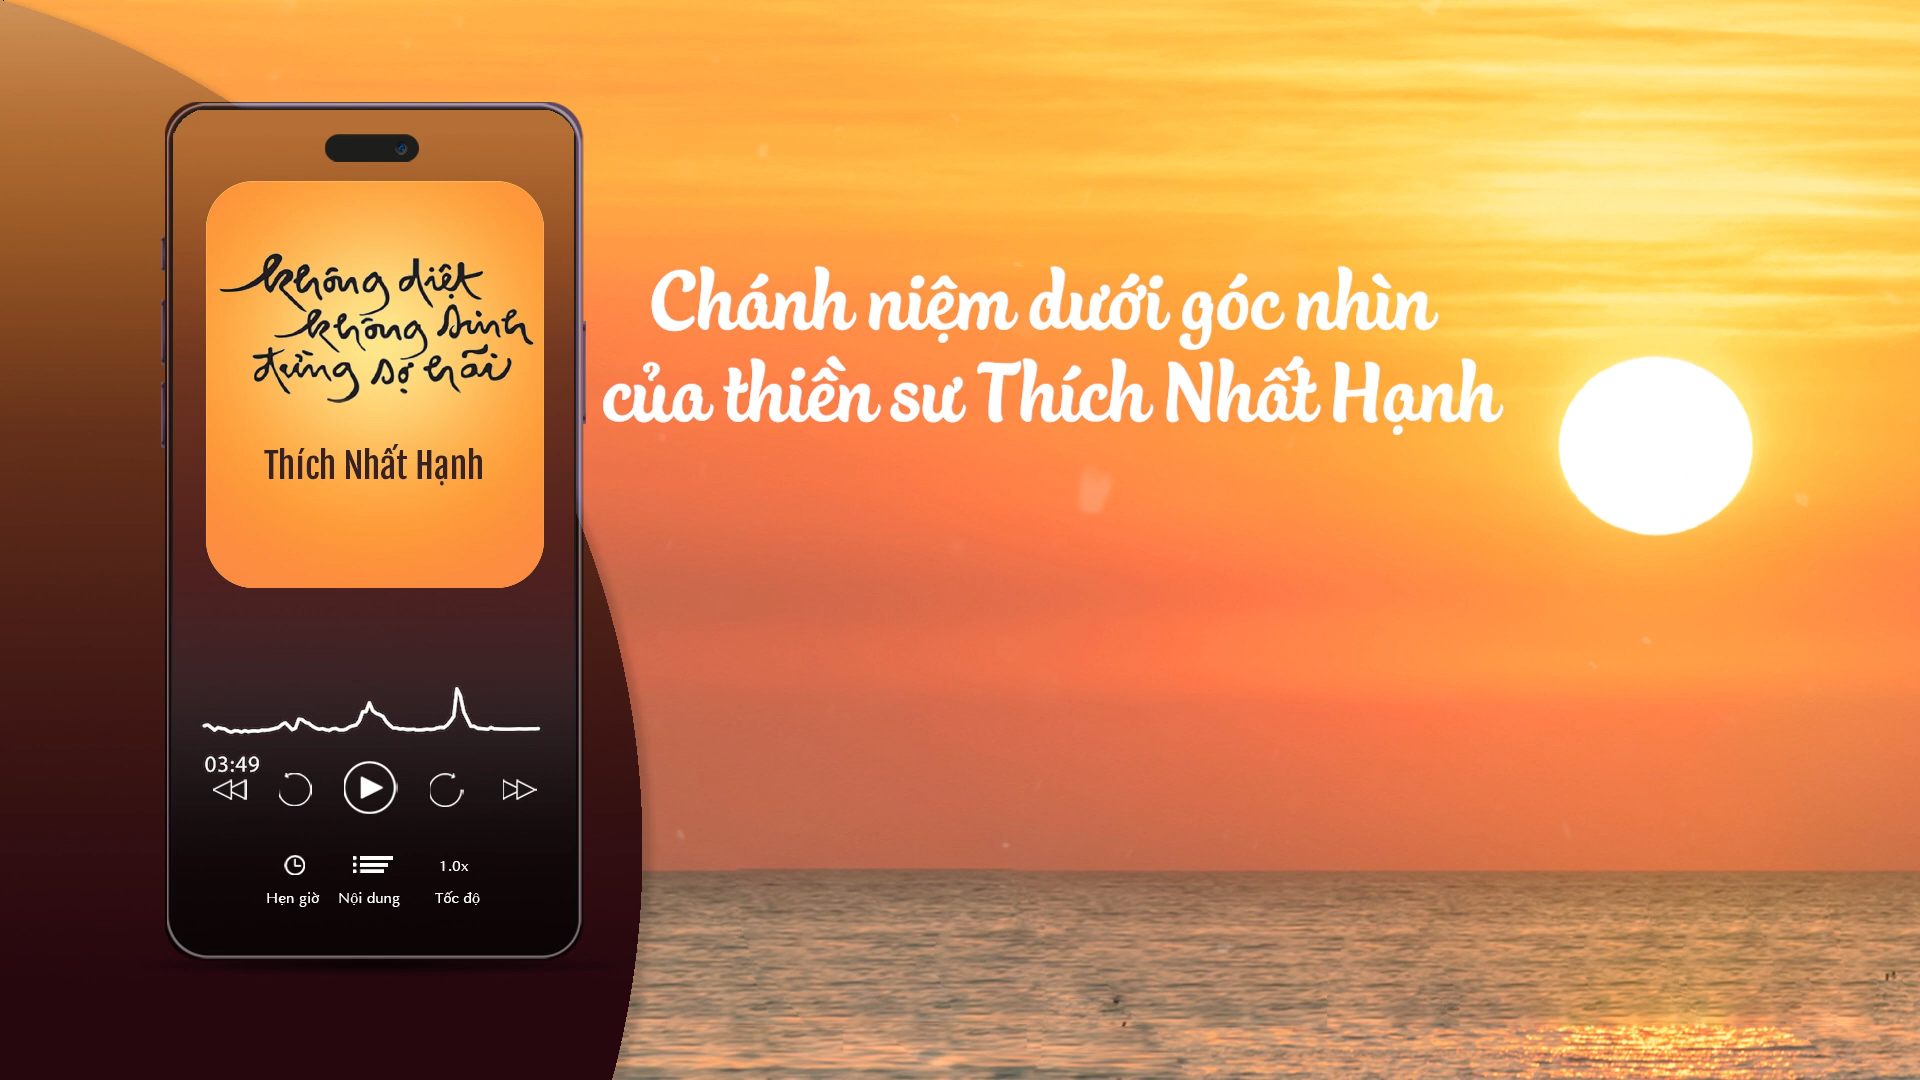 không diệt
không sinh
đừng sợ hãi
Thích Nhất Hạnh
03:49
1.0x
Hẹn giờ
Nội dung
Tốc độ
Chánh niệm dưới góc nhìn
của thiền sư Thích Nhất Hạnh